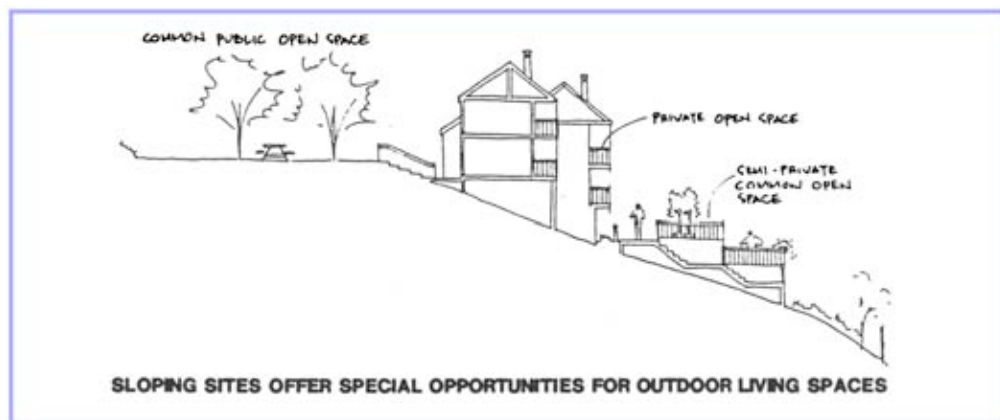 COMMON PUBLIC OPEN SPACE
PRIVATE OPEN SPACE
SEMI-PRIVATE
COMMON OPEN
SPACE
SLOPING SITES OFFER SPECIAL OPPORTUNITIES FOR OUTDOOR LIVING SPACES